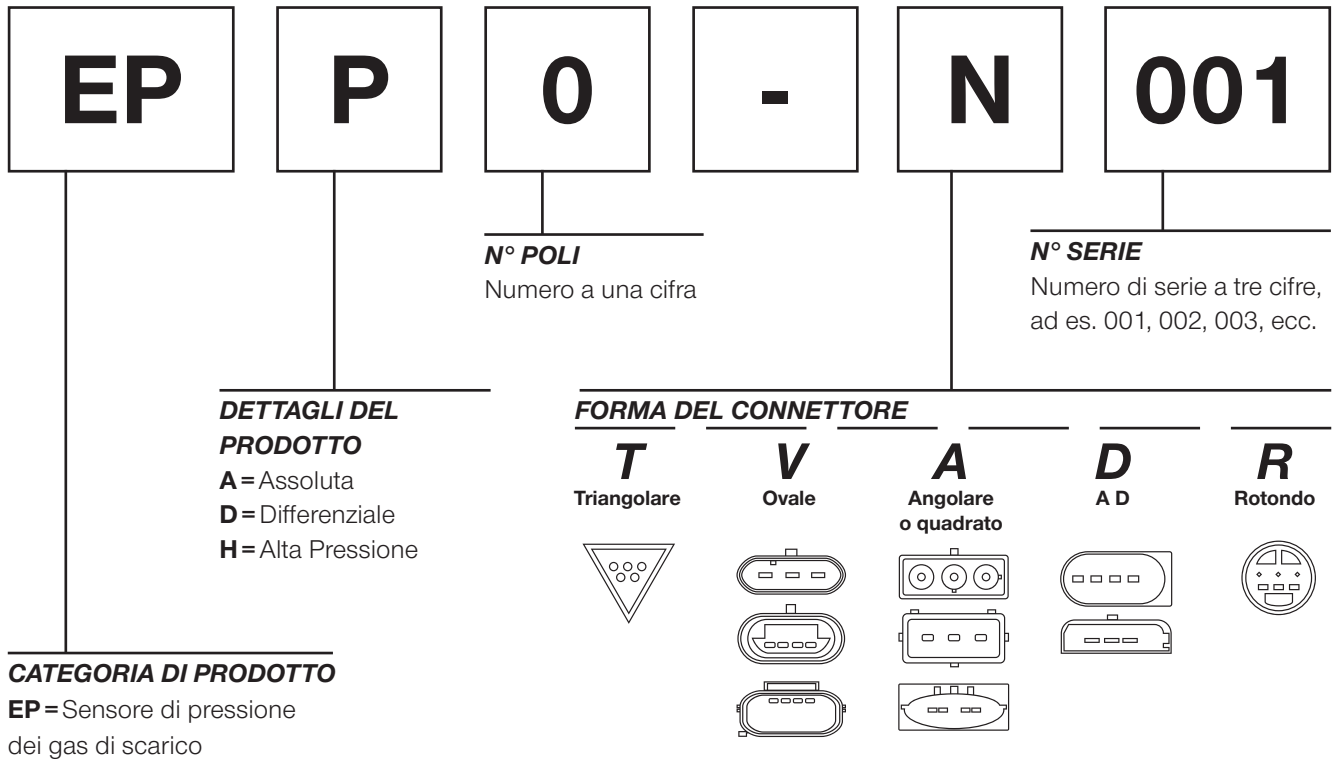 EP P 0 - N 001
N° POLI
Numero a una cifra
N° SERIE
Numero di serie a tre cifre,
ad es. 001, 002, 003, ecc.
DETTAGLI DEL
PRODOTTO
A = Assoluta
D = Differenziale
H = Alta Pressione
FORMA DEL CONNETTORE
T V A D R
Triangolare Ovale Angolare A D Rotondo
o quadrato
CATEGORIA DI PRODOTTO
EP = Sensore di pressione
dei gas di scarico